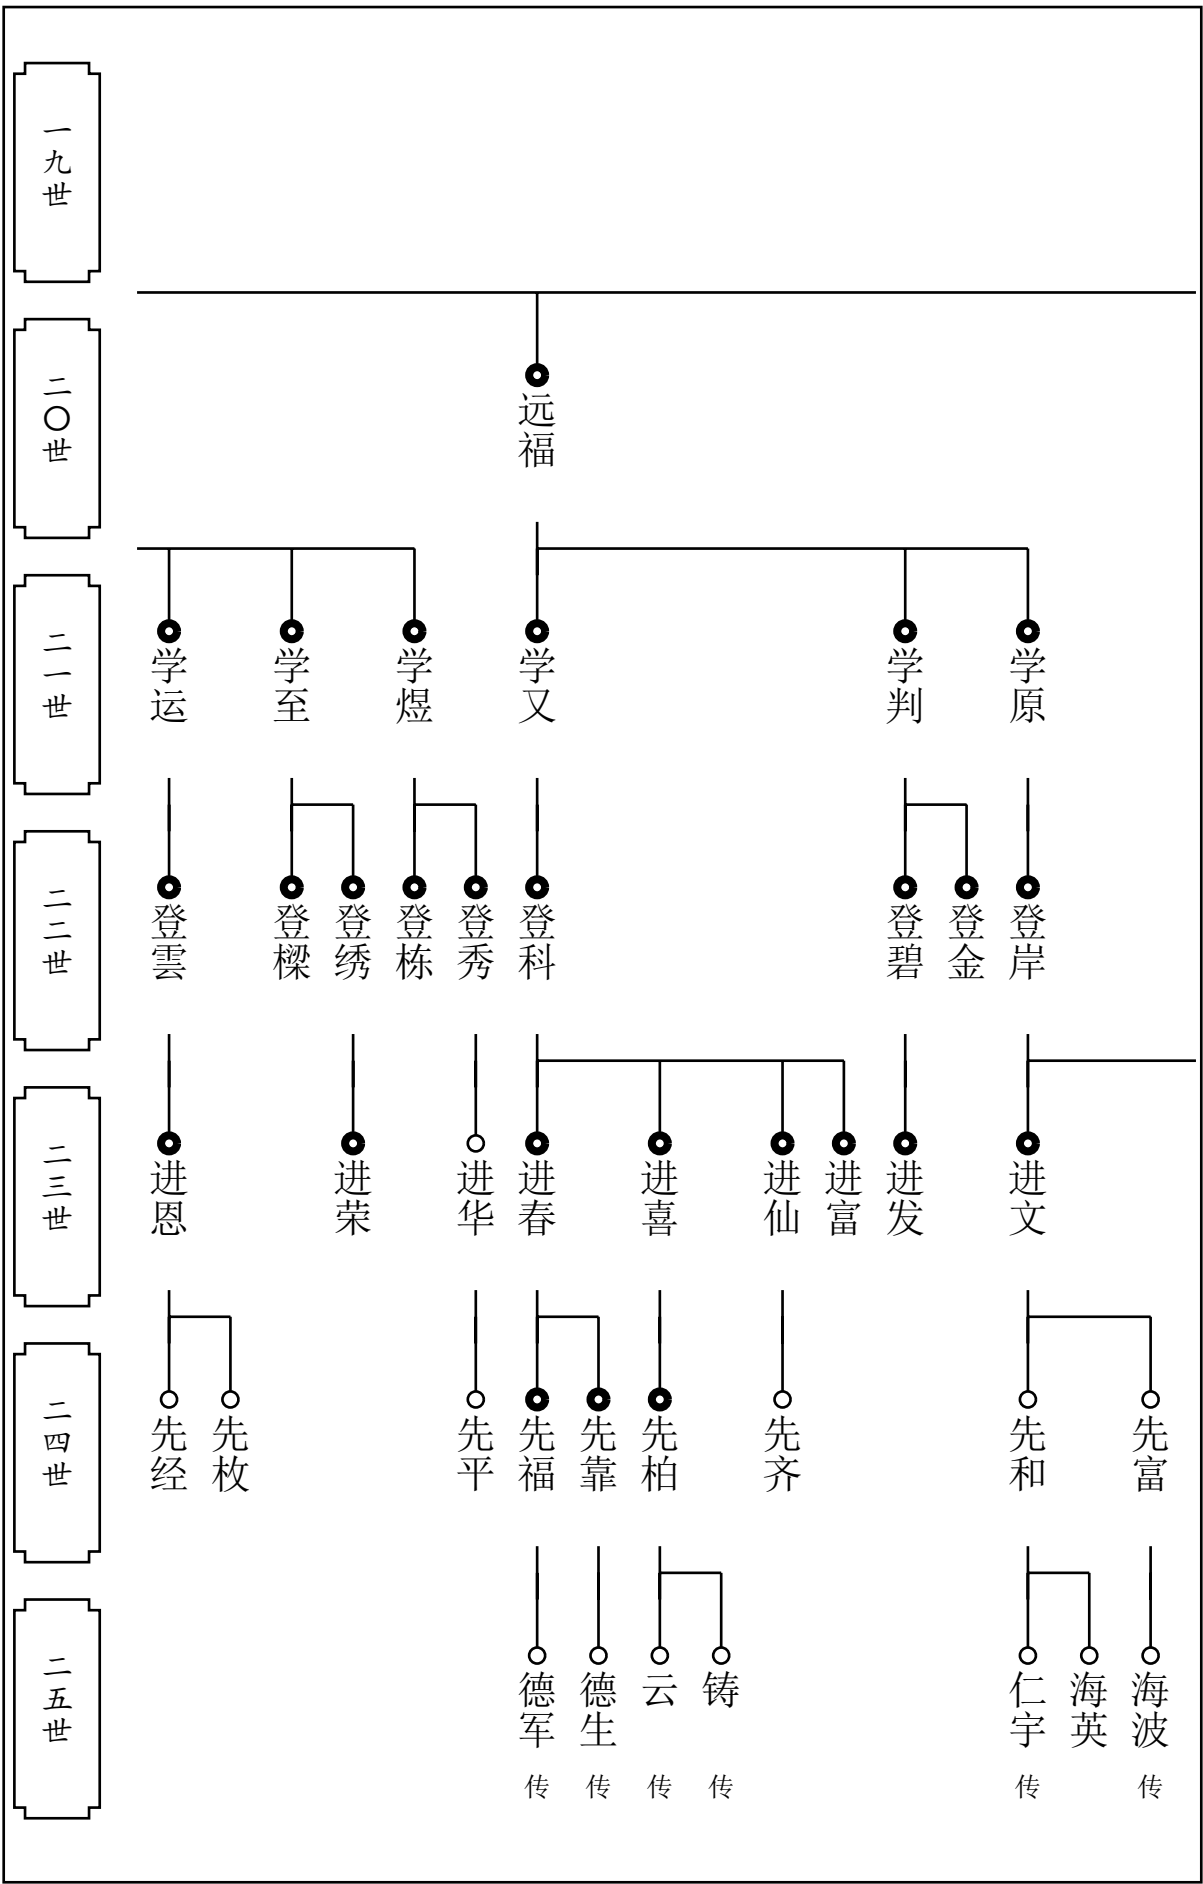 一九世
二〇世
远福
二一世
学运
学至
学煜
学又
学判
学原
二二世
登雲
登樑
登绣
登栋
登秀
登科
登碧
登金
登岸
二三世
进恩
进荣
进华
进春
进喜
进仙
进富
进发
进文
二四世
先经
先枚
先平
先福
先靠
先柏
先齐
先和
先富
二五世
德军
传
德生
传
云
传
铸
传
仁宇
传
海英
海波
传